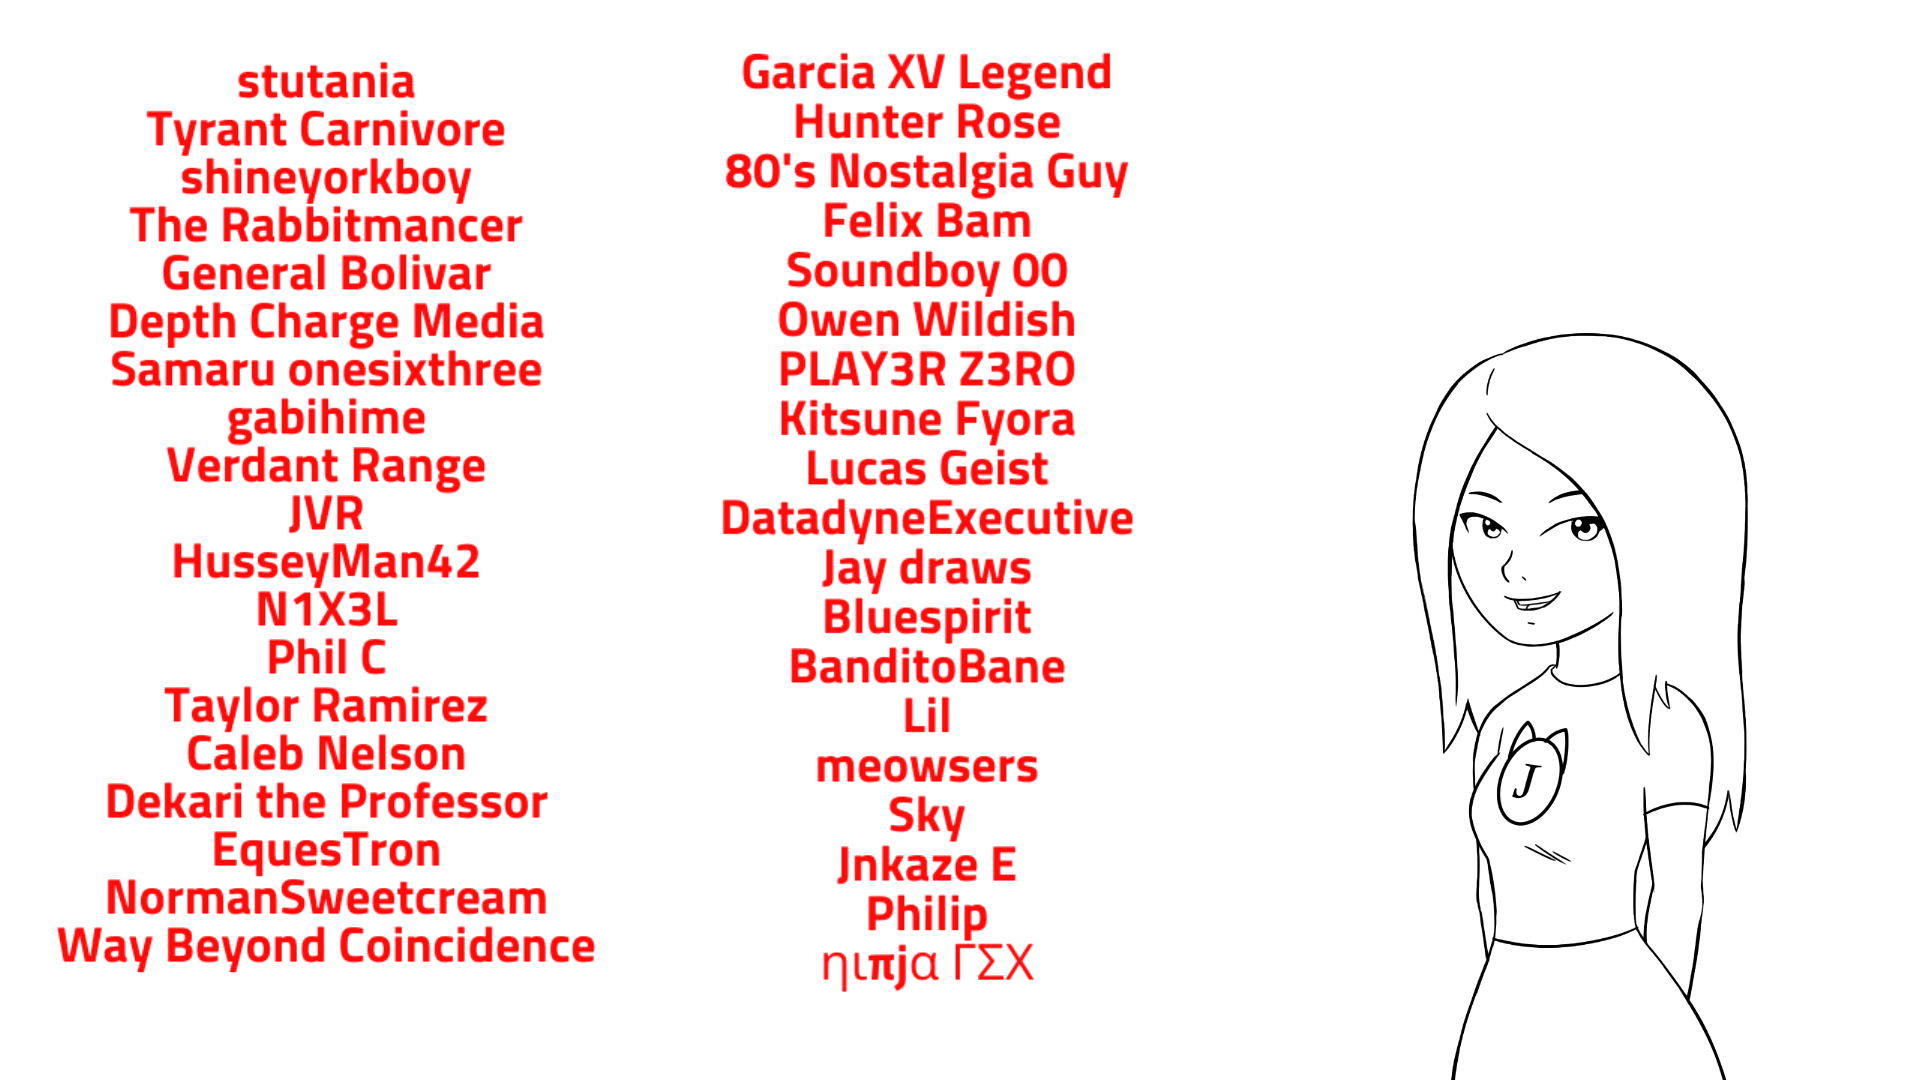 stutania
Tyrant Carnivore
shineyorkboy
The Rabbitmancer
General Bolivar
Depth Charge Media
Samaru onesixthree
gabihime
Verdant Range
JVR
HusseyMan42
N1X3L
Phil C
Taylor Ramirez
Caleb Nelson
Dekari the Professor
EquesTron
NormanSweetcream
Way Beyond Coincidence
Garcia XV Legend
Hunter Rose
80's Nostalgia Guy
Felix Bam
Soundboy 00
Owen Wildish
PLAY3R Z3RO
Kitsune Fyora
Lucas Geist
DatadyneExecutive
Jay draws
Bluespirit
BanditoBane
Lil
meowsers
Sky
Jnkaze E
Philip
ηιπjα ΓΣΧ
J